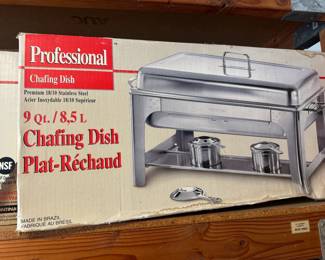 Professional
Chafing Dish
Premium 18/10 Stainless Steel
Acier Inoxydable 18/10 Supérieur
9 Qt. / 8,5 L
Chafing Dish
Plat-Réchaud
NSF
MADE IN BRAZIL
FABRIQUÉ AU BRÉSIL